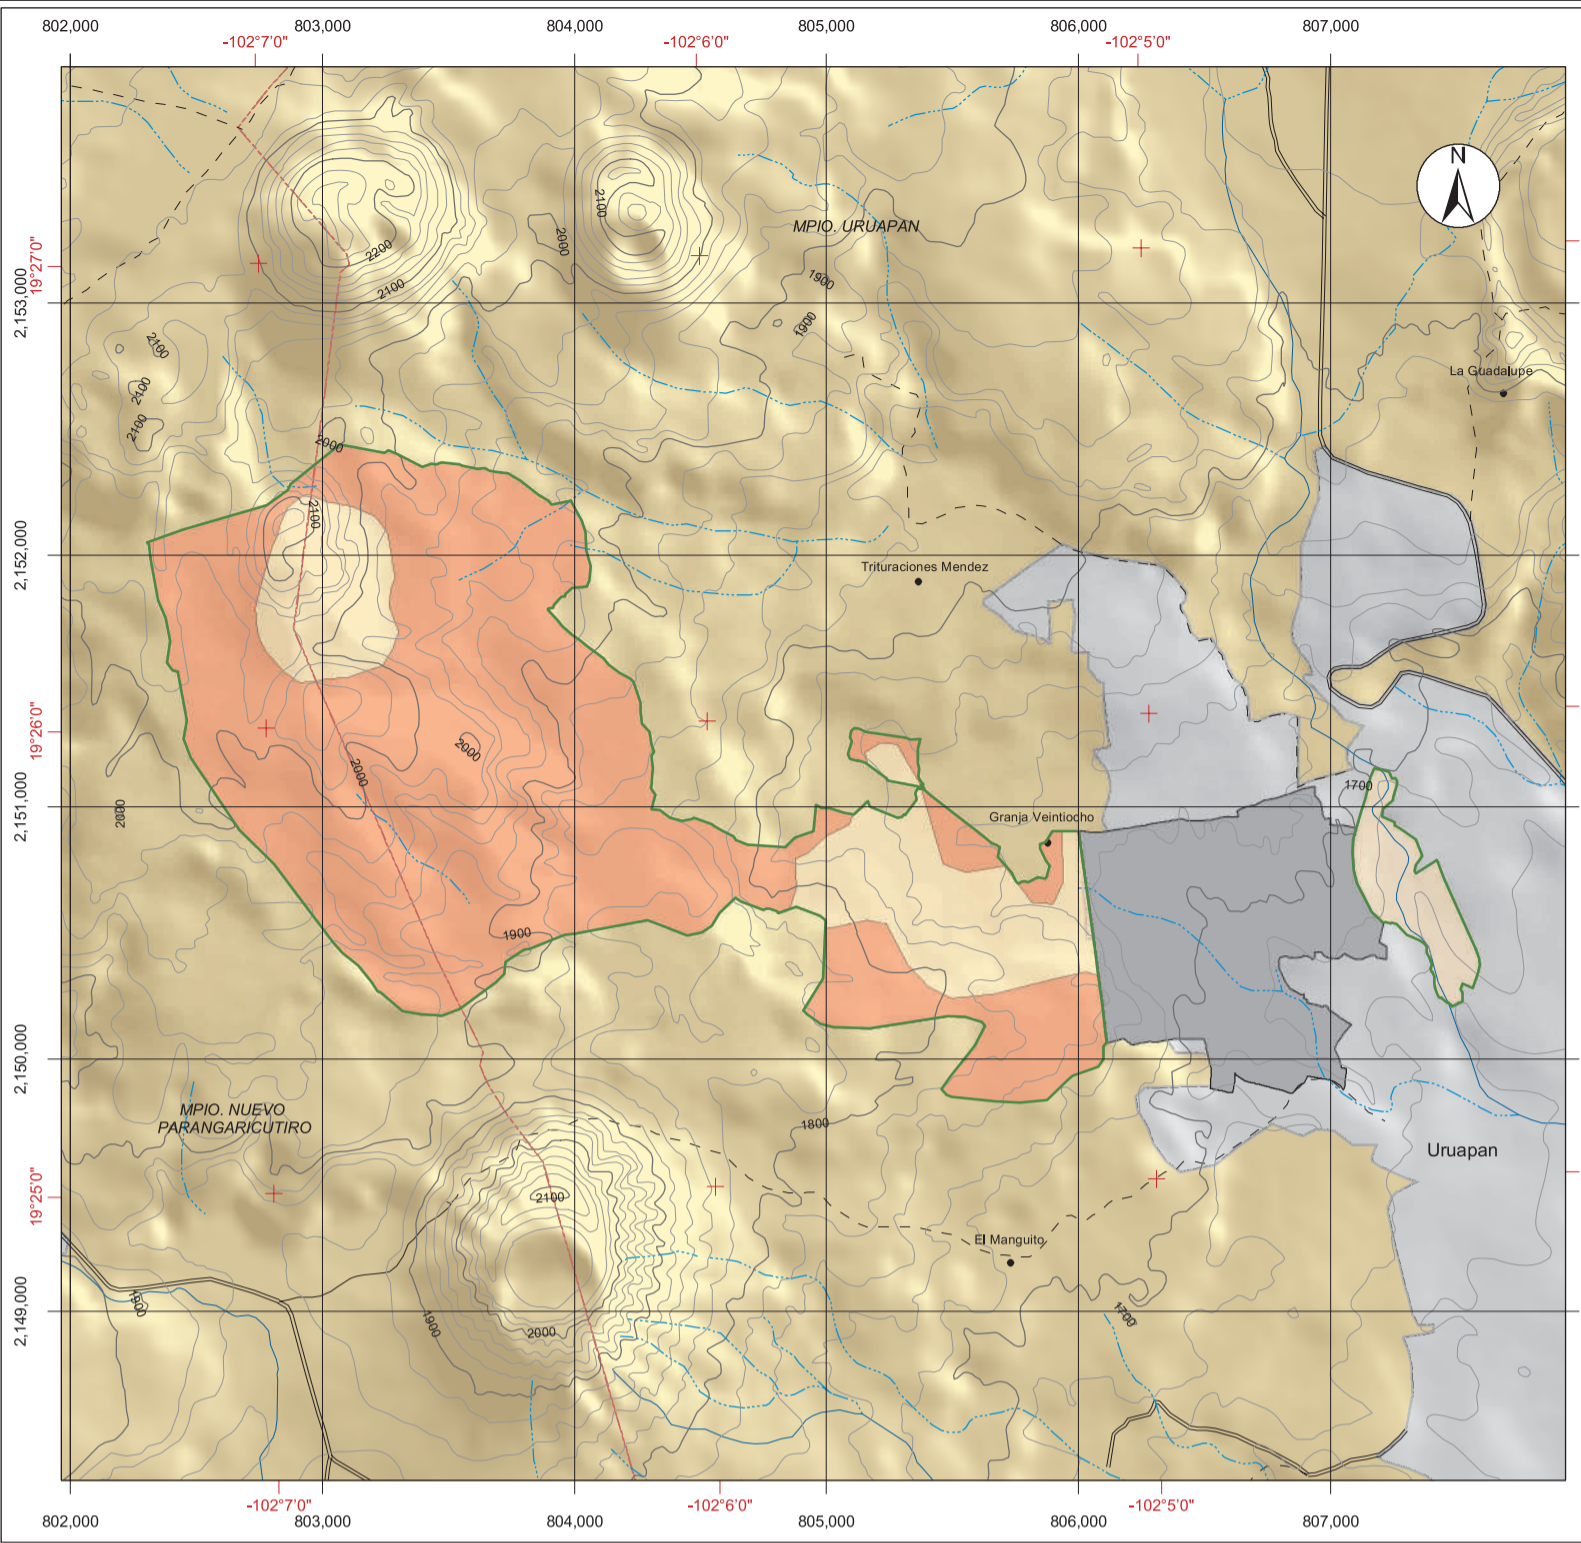 802,000 803,000 804,000 805,000 806,000 807,000
-102°7'0" -102°6'0" -102°5'0"
N
2100
MPIO. URUAPAN
2000
2200
2100
19°27'0"
1900
2,153,000
1900
2100
2100
2100
La Guadalupe
2000
2100
2,152,000
Trituraciones Mendez
19°26'0"
2000
2000
1700
2000
2,151,000
Granja Veintiocho
1900
2,150,000
MPIO. NUEVO
PARANGARICUTIRO
1800
Uruapan
19°25'0"
2100
El Manguito
1900
1900
2000
1700
2,149,000
-102°7'0" -102°6'0" -102°5'0"
802,000 803,000 804,000 805,000 806,000 807,000